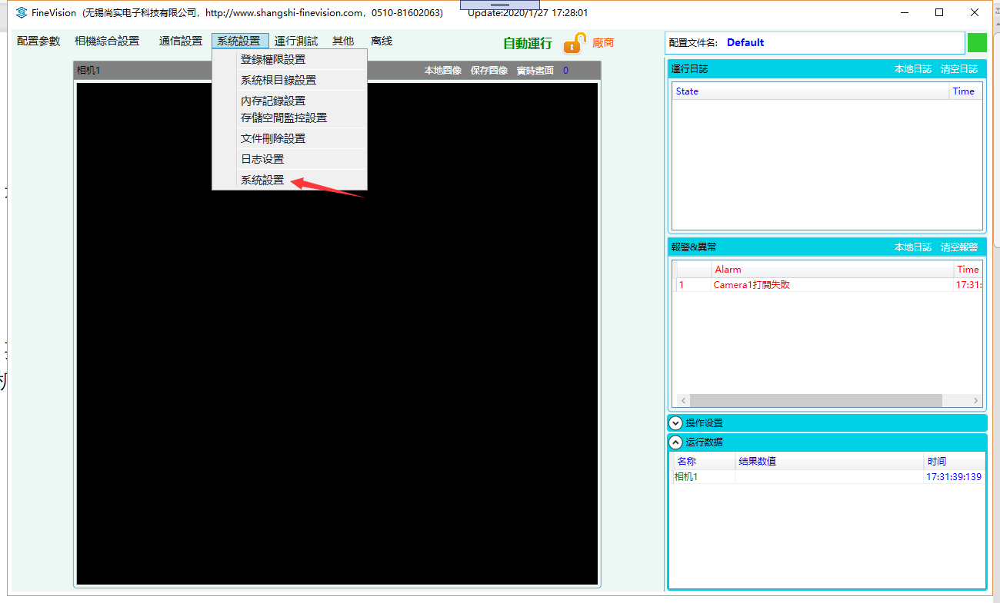 FineVision (无锡尚实电子科技有限公司, http://www.shangshi-finevision.com, 0510-81602063) Update:2020/1/27 17:28:01
配置參數 相機綜合設置 通信設置 系統設置 運行測試 其他 离线 自動運行 廠商 配置文件名: Default
登錄權限設置
系統根目錄設置
內存記錄設置
存儲空間監控設置
文件刪除設置
日志设置
系統設置
相机1 本地圖像 保存圖像 實時畫面 0
運行日誌 本地日誌 清空日誌
State Time
報警&異常 本地日誌 清空報警
Alarm Time
1 Camera1打開失敗 17:31:
操作设置
运行数据
名称 结果数值 时间
相机1 17:31:39:139